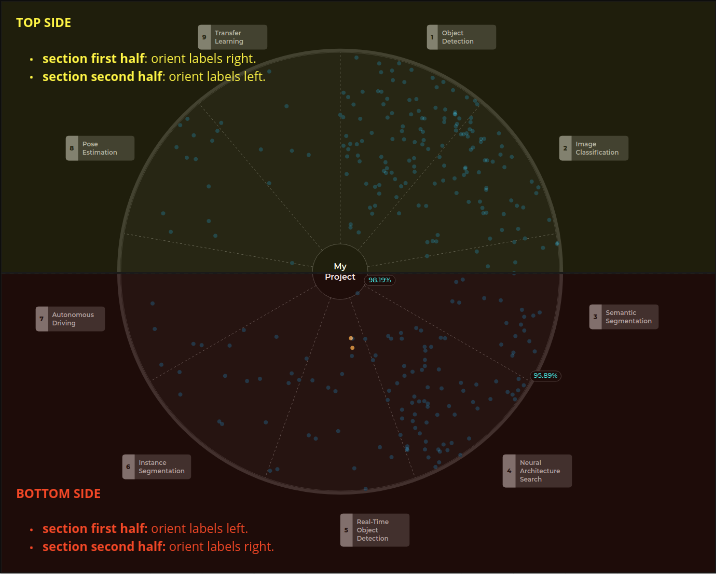 TOP SIDE
• section first half: orient labels right.
• section second half: orient labels left.
9 Transfer
Learning
1 Object
Detection
8 Pose
Estimation
2 Image
Classification
My
Project
98.19%
7 Autonomous
Driving
3 Semantic
Segmentation
95.89%
6 Instance
Segmentation
4 Neural
Architecture
Search
5 Real-Time
Object
Detection
BOTTOM SIDE
• section first half: orient labels left.
• section second half: orient labels right.